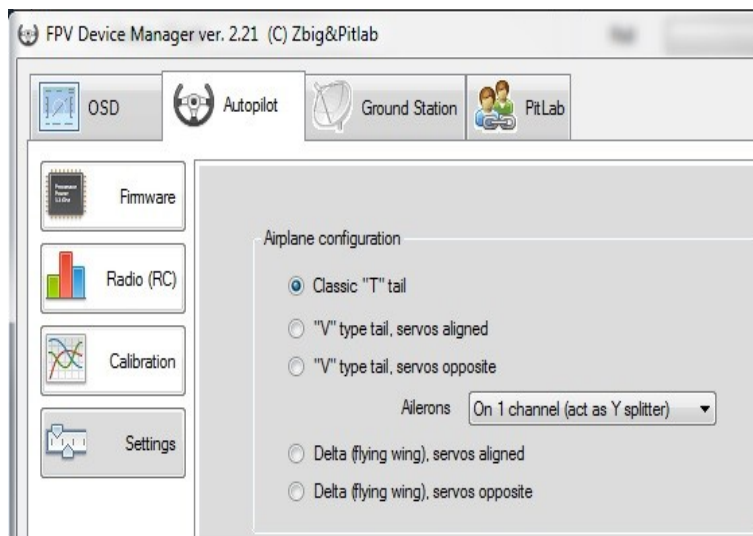 FPV Device Manager ver. 2.21 (C) Zbig&Pitlab
OSD
Autopilot
Ground Station
PitLab
Firmware
Radio (RC)
Calibration
Settings
Airplane configuration
Classic "T" tail
"V" type tail, servos aligned
"V" type tail, servos opposite
Ailerons On 1 channel (act as Y splitter)
Delta (flying wing), servos aligned
Delta (flying wing), servos opposite